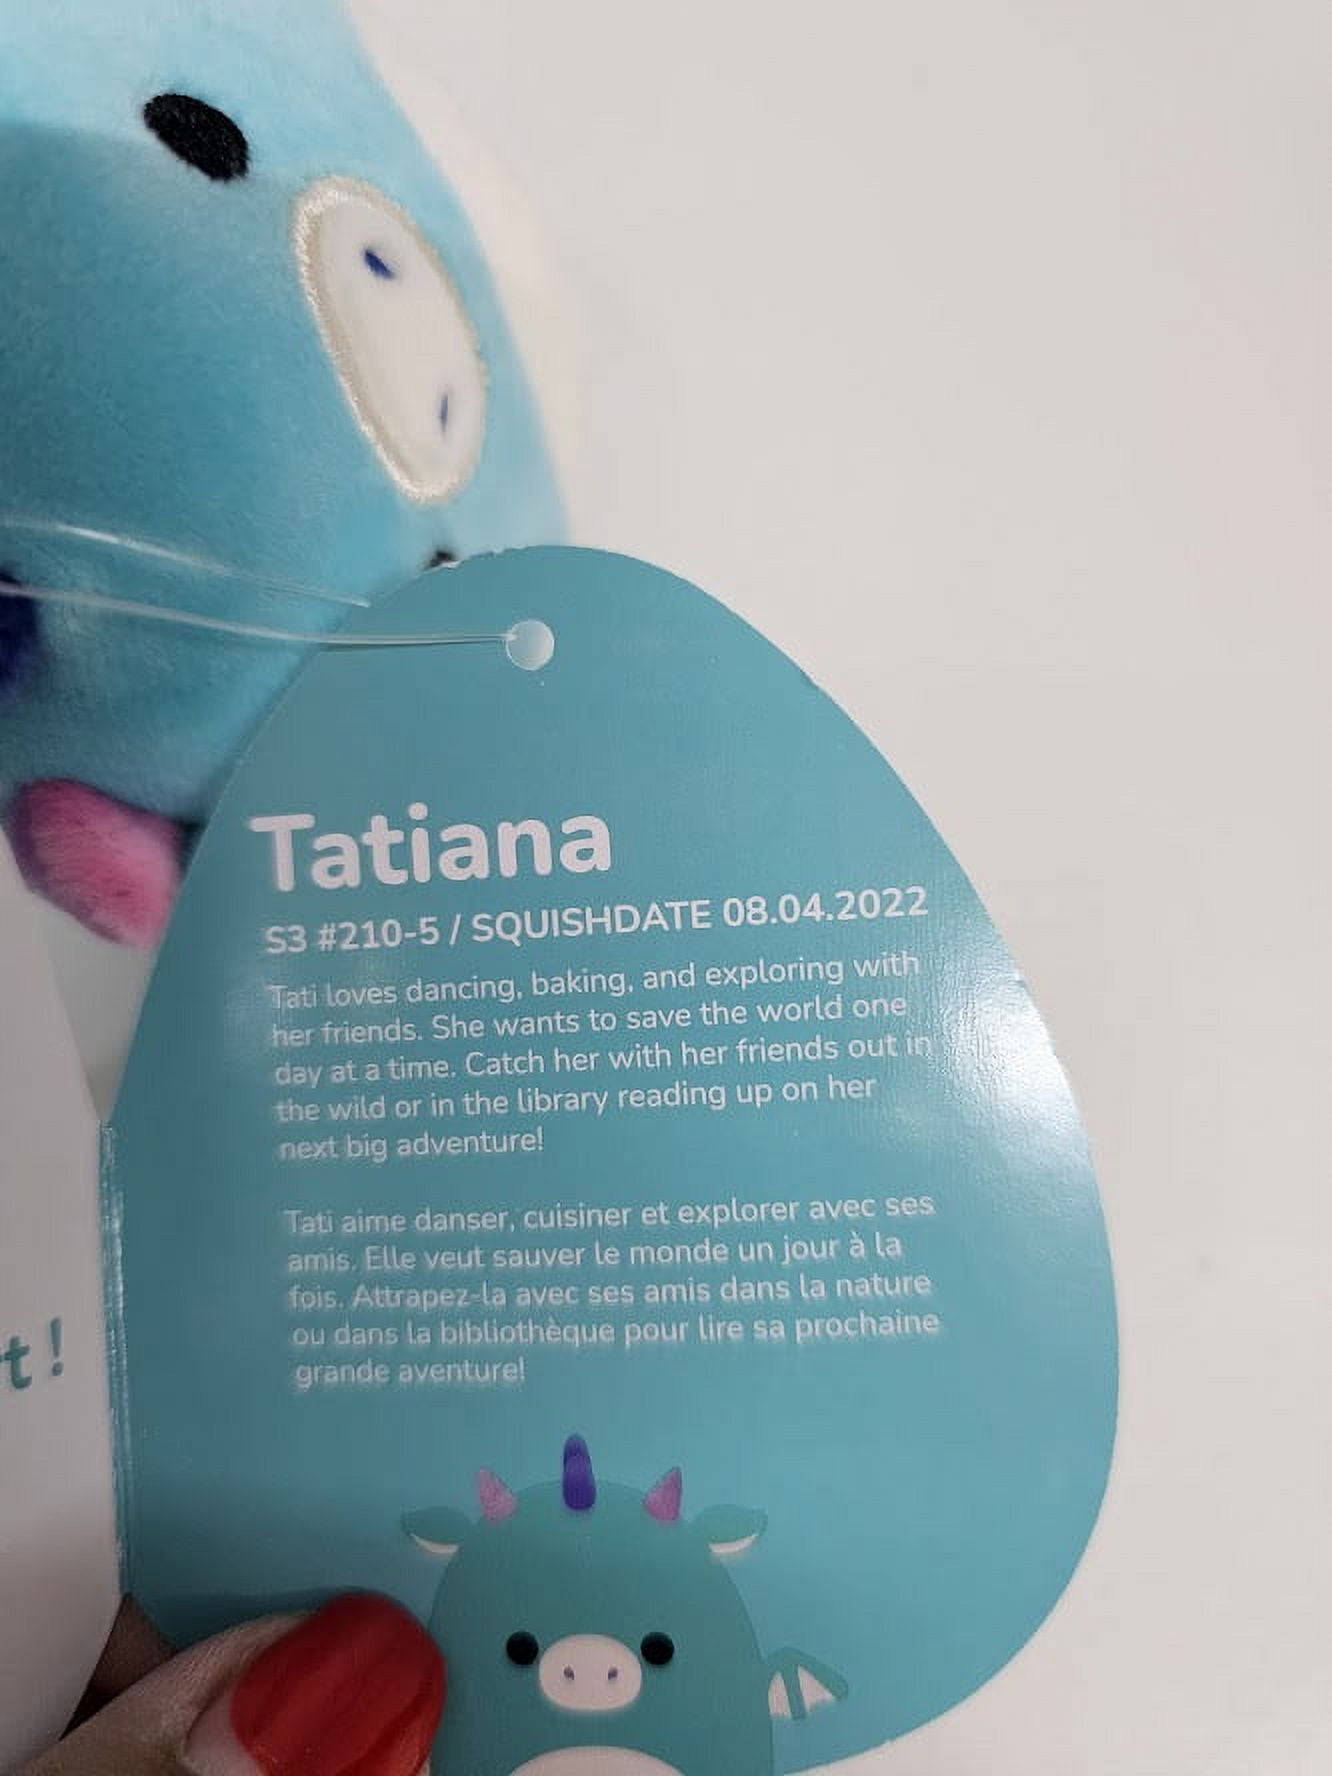 Tatiana
S3 #210-5 / SQUISHDATE 08.04.2022
Tati loves dancing, baking, and exploring with
her friends. She wants to save the world one
day at a time. Catch her with her friends out in
the wild or in the library reading up on her
next big adventure!
Tati aime danser, cuisiner et explorer avec ses
amis. Elle veut sauver le monde un jour à la
fois. Attrapez-la avec ses amis dans la nature
ou dans la bibliothèque pour lire sa prochaine
grande aventure!
t !